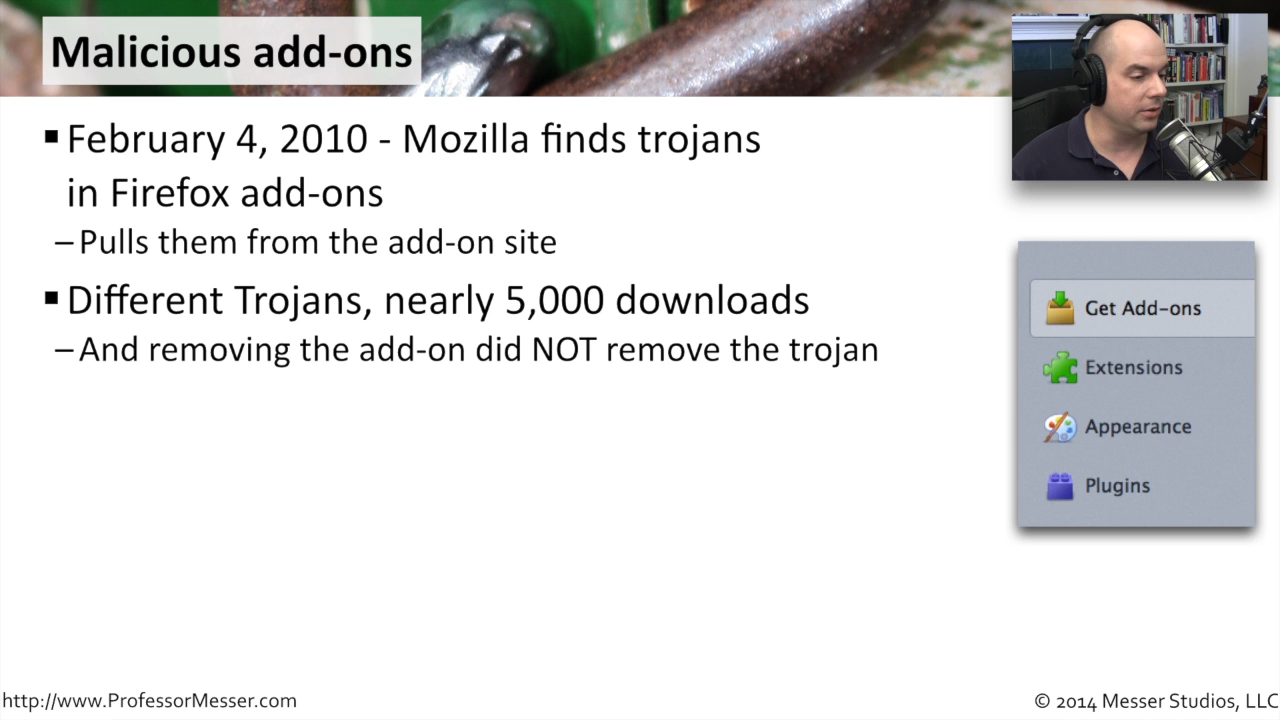 Malicious add-ons
▪ February 4, 2010 - Mozilla finds trojans
in Firefox add-ons
– Pulls them from the add-on site
▪ Different Trojans, nearly 5,000 downloads
– And removing the add-on did NOT remove the trojan
Get Add-ons
Extensions
Appearance
Plugins
http://www.ProfessorMesser.com
© 2014 Messer Studios, LLC